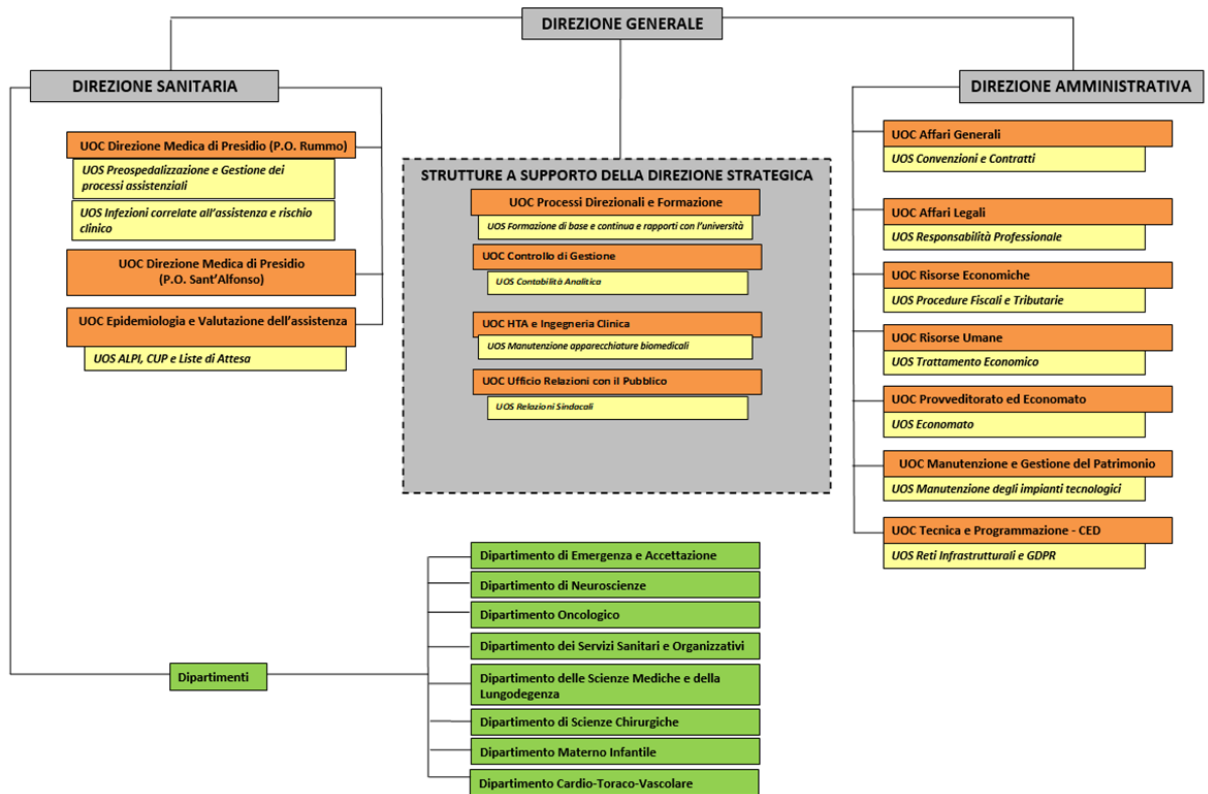 DIREZIONE GENERALE
DIREZIONE SANITARIA
UOC Direzione Medica di Presidio (P.O. Rummo)
UOS Preospedalizzazione e Gestione dei
processi assistenziali
UOS Infezioni correlate all'assistenza e rischio
clinico
UOC Direzione Medica di Presidio
(P.O. Sant'Alfonso)
UOC Epidemiologia e Valutazione dell'assistenza
UOS ALPI, CUP e Liste di Attesa
STRUTTURE A SUPPORTO DELLA DIREZIONE STRATEGICA
UOC Processi Direzionali e Formazione
UOS Formazione di base e continua e rapporti con l'università
UOC Controllo di Gestione
UOS Contabilità Analitica
UOC HTA e Ingegneria Clinica
UOS Manutenzione apparecchiature biomedicali
UOC Ufficio Relazioni con il Pubblico
UOS Relazioni Sindacali
DIREZIONE AMMINISTRATIVA
UOC Affari Generali
UOS Convenzioni e Contratti
UOC Affari Legali
UOS Responsabilità Professionale
UOC Risorse Economiche
UOS Procedure Fiscali e Tributarie
UOC Risorse Umane
UOS Trattamento Economico
UOC Provveditorato ed Economato
UOS Economato
UOC Manutenzione e Gestione del Patrimonio
UOS Manutenzione degli impianti tecnologici
UOC Tecnica e Programmazione - CED
UOS Reti Infrastrutturali e GDPR
Dipartimenti
Dipartimento di Emergenza e Accettazione
Dipartimento di Neuroscienze
Dipartimento Oncologico
Dipartimento dei Servizi Sanitari e Organizzativi
Dipartimento delle Scienze Mediche e della
Lungodegenza
Dipartimento di Scienze Chirurgiche
Dipartimento Materno Infantile
Dipartimento Cardio-Toraco-Vascolare